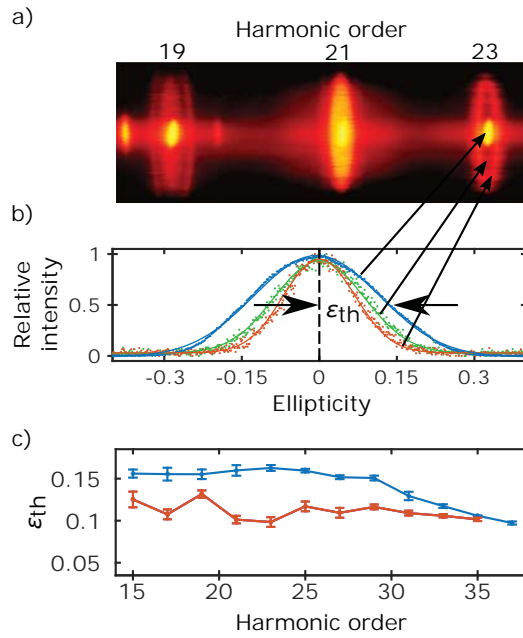 a)
Harmonic order
19 21 23
b)
Relative
intensity
1
0.5
0
εth
-0.3 -0.15 0 0.15 0.3
Ellipticity
c)
εth
0.15
0.1
0.05
15 20 25 30 35
Harmonic order